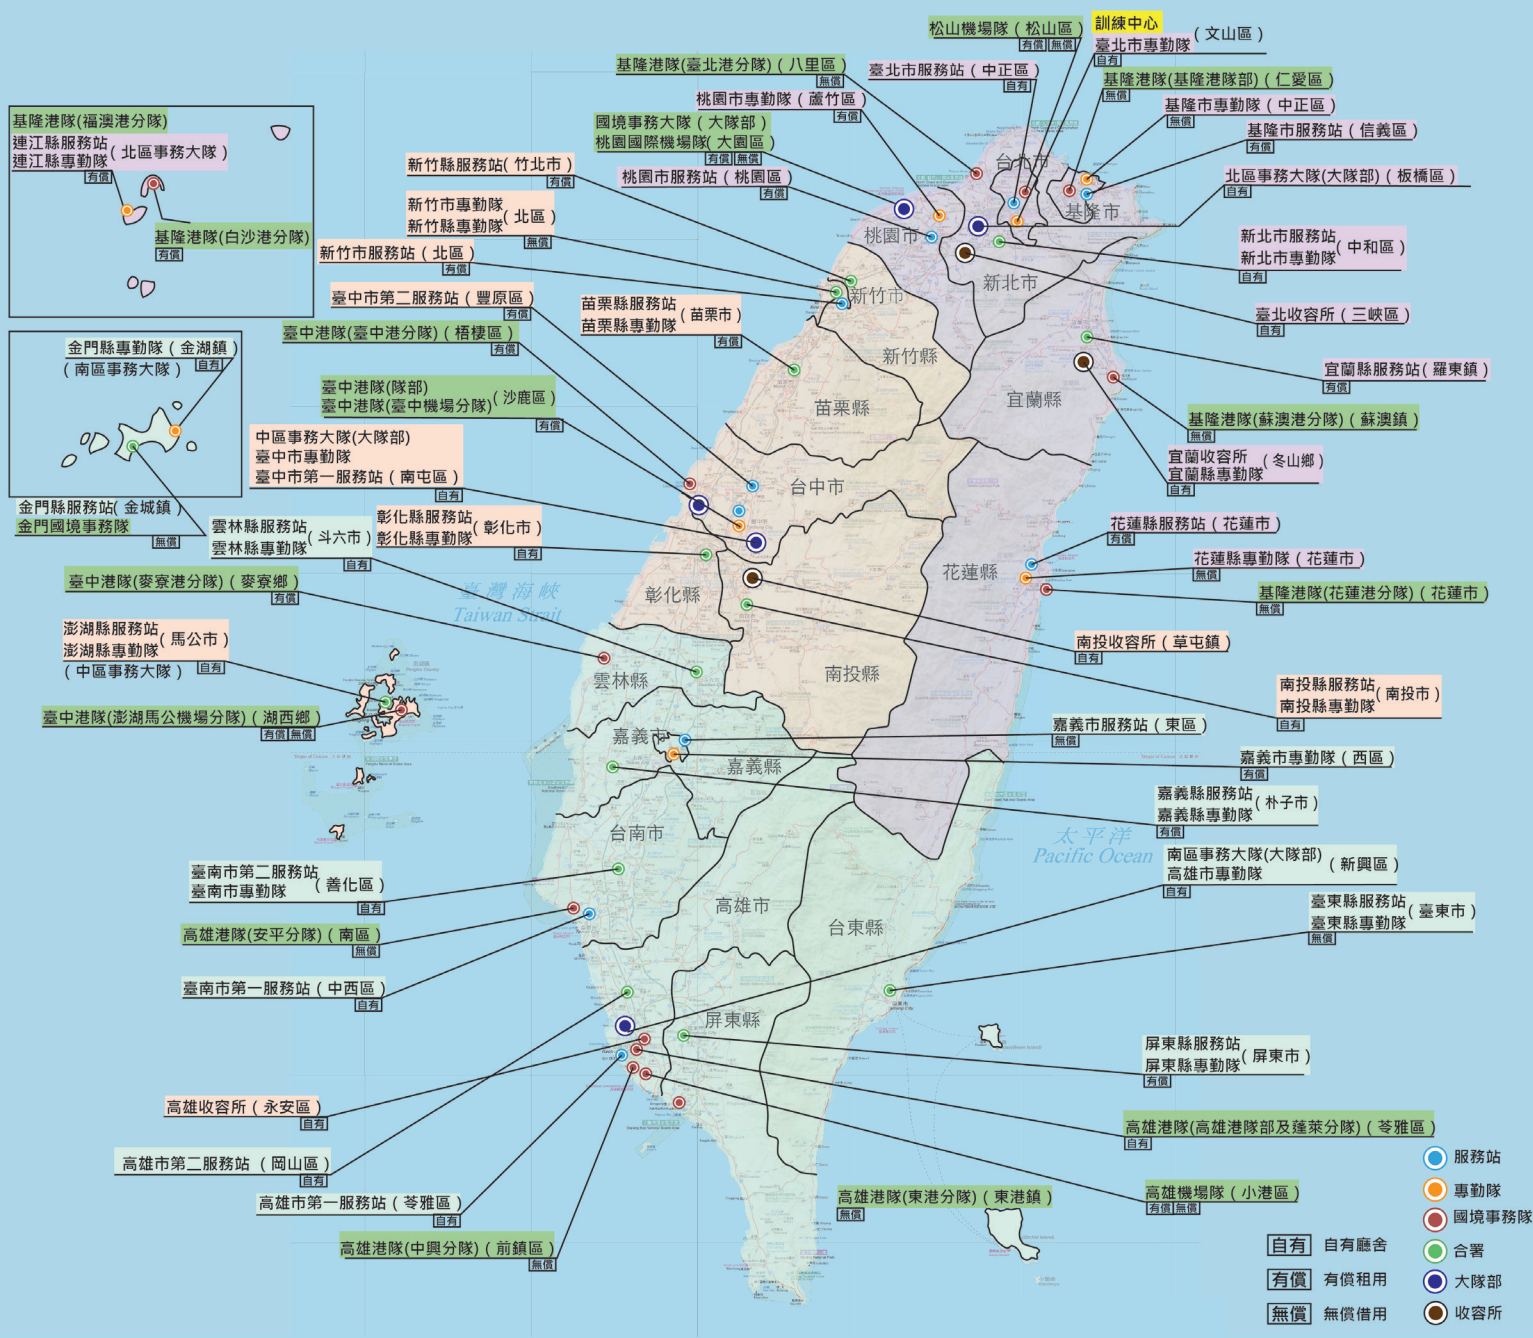 松山機場隊（松山區）
有償 無償
訓練中心
臺北市專勤隊
（文山區）
自有
基隆港隊(臺北港分隊)（八里區）
無償
臺北市服務站（中正區）
自有
基隆港隊(基隆港隊部)（仁愛區）
無償
桃園市專勤隊（蘆竹區）
有償
基隆市專勤隊（中正區）
無償
國境事務大隊（大隊部）
桃園國際機場隊（大園區）
有償 無償
基隆市服務站（信義區）
有償
桃園市服務站（桃園區）
有償
北區事務大隊(大隊部)（板橋區）
自有
基隆港隊(福澳港分隊)
連江縣服務站
連江縣專勤隊
（北區事務大隊）
有償
基隆港隊(白沙港分隊)
有償
新竹縣服務站（竹北市）
有償
新竹市專勤隊
新竹縣專勤隊
（北區）
無償
新竹市服務站（北區）
有償
新北市服務站
新北市專勤隊
（中和區）
自有
臺中市第二服務站（豐原區）
有償
苗栗縣服務站
苗栗縣專勤隊
（苗栗市）
有償
臺北收容所（三峽區）
自有
臺中港隊(臺中港分隊)（梧棲區）
有償
金門縣專勤隊（金湖鎮）
（南區事務大隊）
自有
宜蘭縣服務站（羅東鎮）
有償
臺中港隊(隊部)
臺中港隊(臺中機場分隊)
（沙鹿區）
有償
基隆港隊(蘇澳港分隊)（蘇澳鎮）
無償
中區事務大隊(大隊部)
臺中市專勤隊
臺中市第一服務站（南屯區）
自有
宜蘭收容所
宜蘭縣專勤隊
（冬山鄉）
自有
金門縣服務站（金城鎮）
金門國境事務隊
無償
雲林縣服務站
雲林縣專勤隊
（斗六市）
自有
彰化縣服務站
彰化縣專勤隊
（彰化市）
自有
花蓮縣服務站（花蓮市）
有償
花蓮縣專勤隊（花蓮市）
無償
臺中港隊(麥寮港分隊)（麥寮鄉）
有償
基隆港隊(花蓮港分隊)（花蓮市）
無償
臺灣海峽
Taiwan Strait
澎湖縣服務站
澎湖縣專勤隊
（馬公市）
（中區事務大隊）
自有
南投收容所（草屯鎮）
自有
南投縣服務站
南投縣專勤隊
（南投市）
自有
臺中港隊(澎湖馬公機場分隊)（湖西鄉）
有償 無償
嘉義市服務站（東區）
無償
嘉義市專勤隊（西區）
有償
嘉義縣服務站
嘉義縣專勤隊
（朴子市）
有償
太平洋
Pacific Ocean
南區事務大隊(大隊部)
高雄市專勤隊
（新興區）
自有
臺南市第二服務站
臺南市專勤隊
（善化區）
自有
臺東縣服務站
臺東縣專勤隊
（臺東市）
無償
高雄港隊(安平分隊)（南區）
無償
臺南市第一服務站（中西區）
自有
屏東縣服務站
屏東縣專勤隊
（屏東市）
有償
高雄收容所（永安區）
自有
高雄港隊(高雄港隊部及蓬萊分隊)（苓雅區）
自有
高雄市第二服務站（岡山區）
自有
高雄市第一服務站（苓雅區）
自有
高雄港隊(東港分隊)（東港鎮）
無償
高雄機場隊（小港區）
有償 無償
高雄港隊(中興分隊)（前鎮區）
無償
台北市
基隆市
桃園市
新北市
新竹市
新竹縣
宜蘭縣
苗栗縣
台中市
花蓮縣
彰化縣
南投縣
雲林縣
嘉義市
嘉義縣
台南市
高雄市
台東縣
屏東縣
服務站
專勤隊
國境事務隊
合署
大隊部
收容所
自有 自有廳舍
有償 有償租用
無償 無償借用